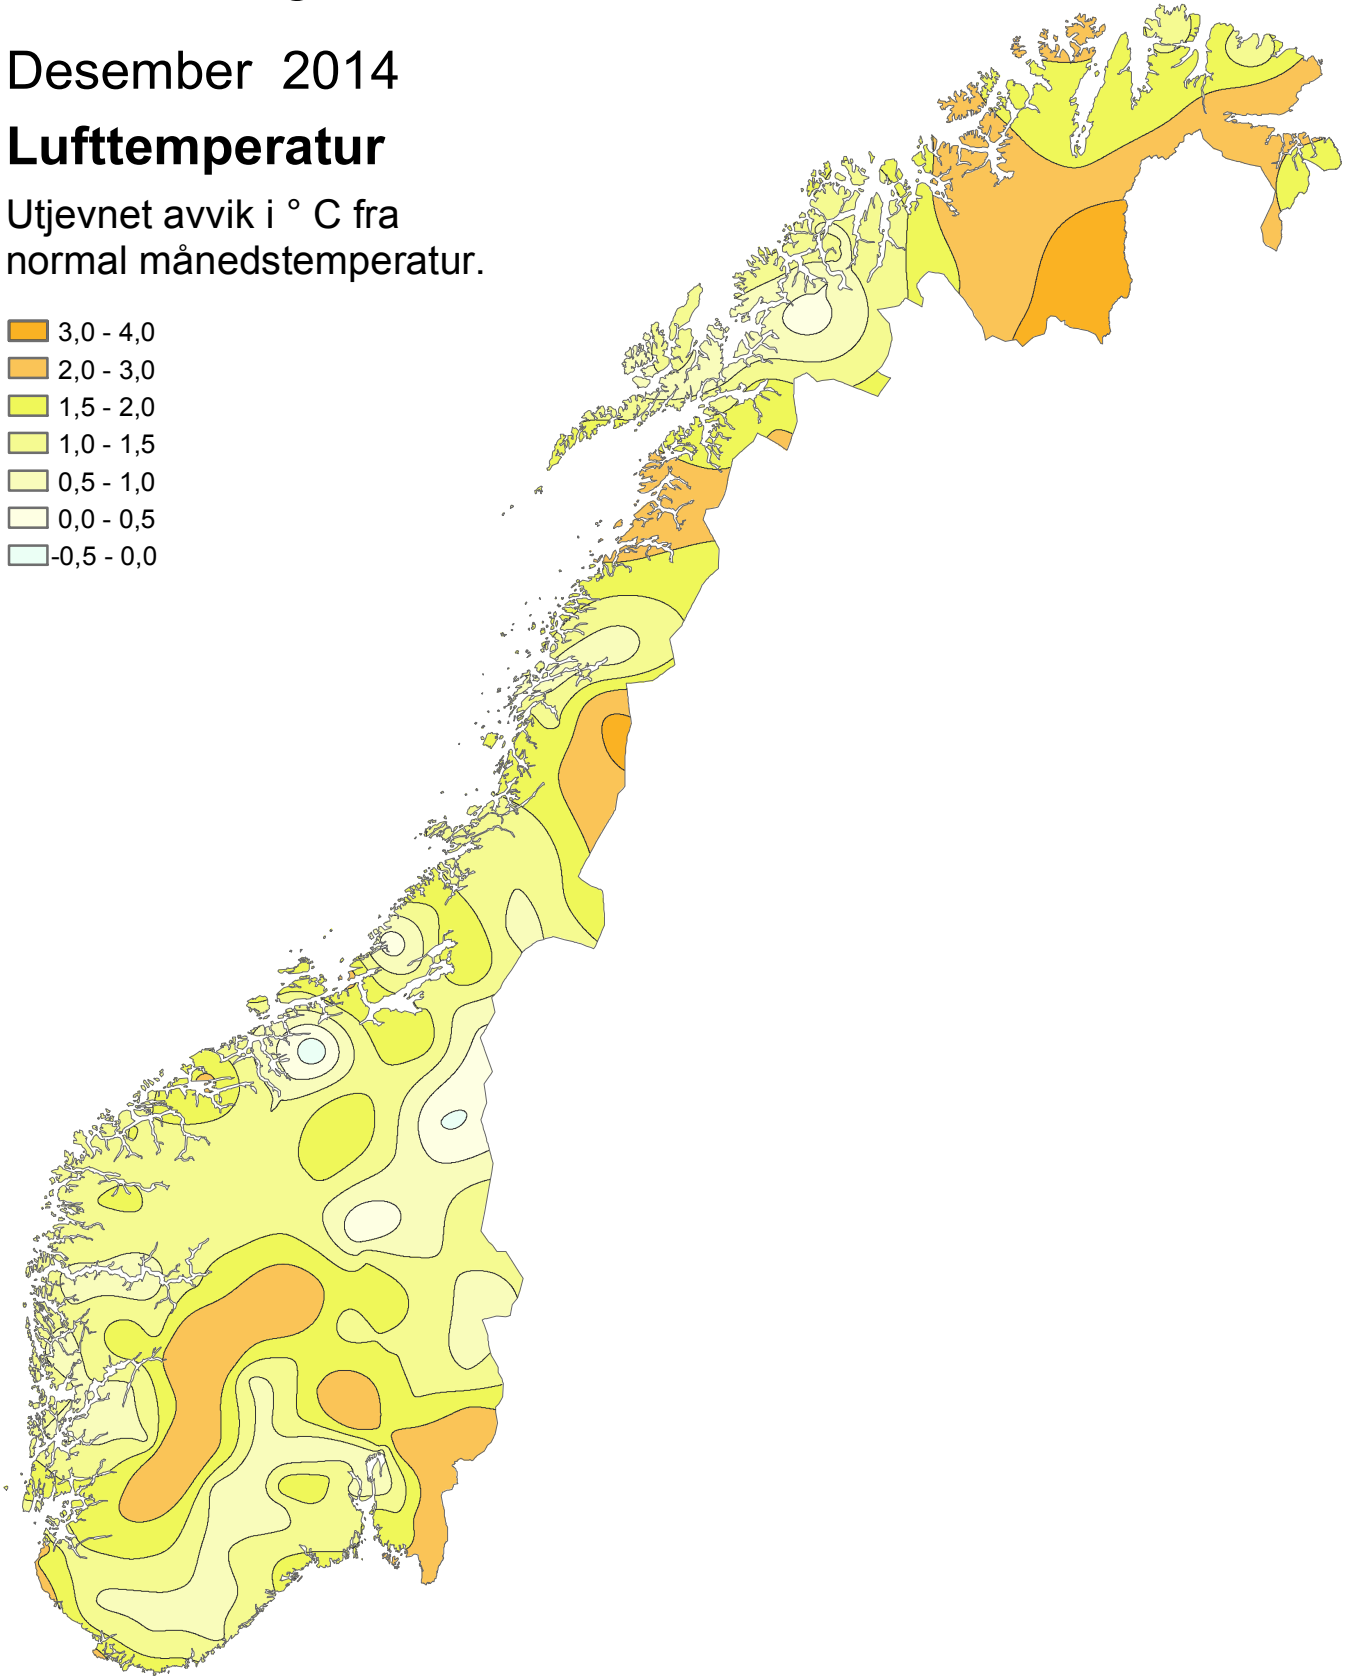 Desember 2014
Lufttemperatur
Utjevnet avvik i ° C fra
normal månedstemperatur.
3,0 - 4,0
2,0 - 3,0
1,5 - 2,0
1,0 - 1,5
0,5 - 1,0
0,0 - 0,5
-0,5 - 0,0